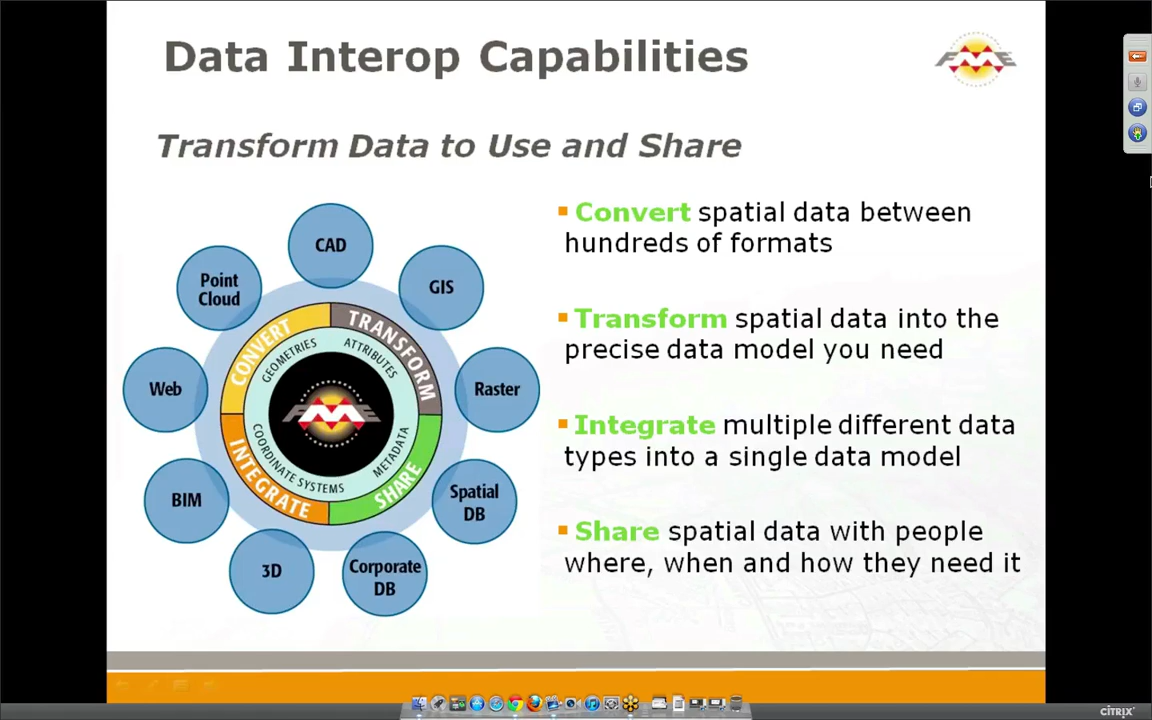 Data Interop Capabilities
FME
Transform Data to Use and Share
CAD
Point
Cloud
GIS
Web
Raster
BIM
Spatial
DB
3D
Corporate
DB
CONVERT
TRANSFORM
INTEGRATE
SHARE
GEOMETRIES
ATTRIBUTES
COORDINATE SYSTEMS
METADATA
FME
Convert spatial data between
hundreds of formats
Transform spatial data into the
precise data model you need
Integrate multiple different data
types into a single data model
Share spatial data with people
where, when and how they need it
CITRIX